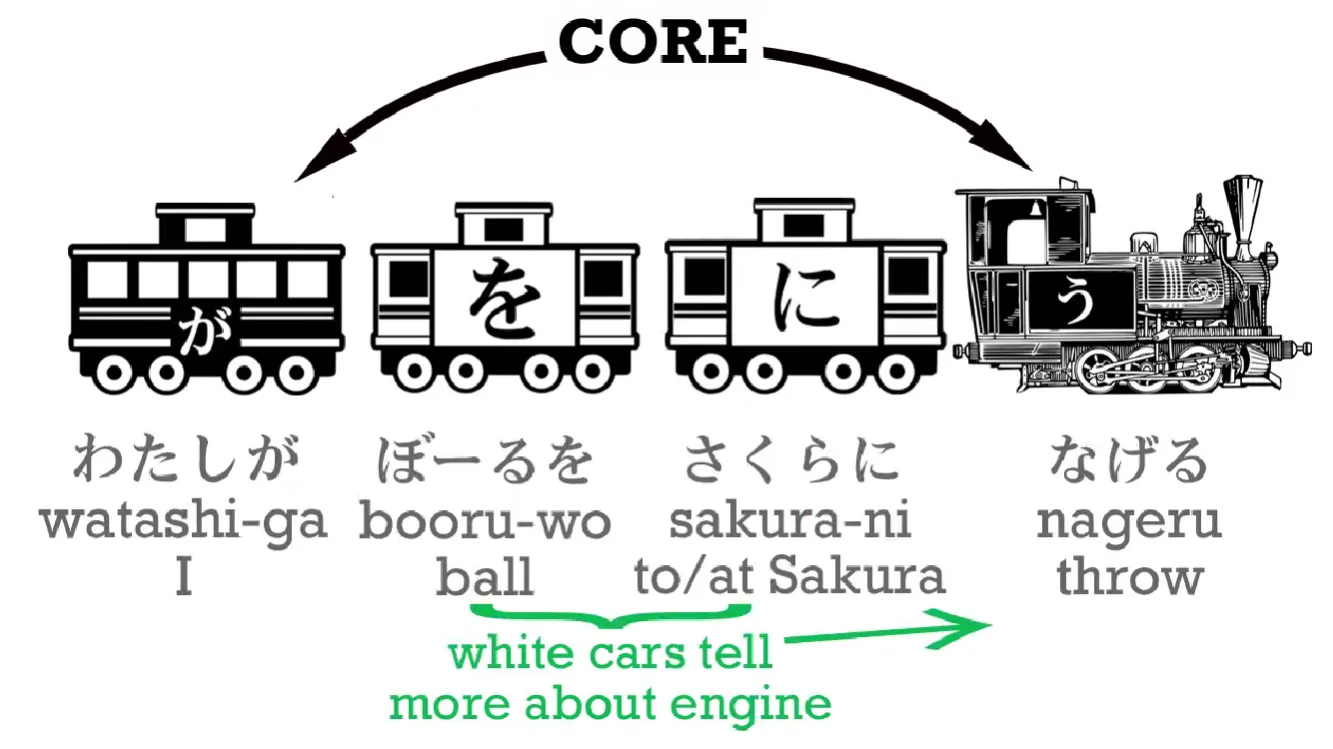 CORE
が
を
に
う
わたしが
watashi-ga
I
ぼーるを
booru-wo
ball
さくらに
sakura-ni
to/at Sakura
なげる
nageru
throw
white cars tell
more about engine